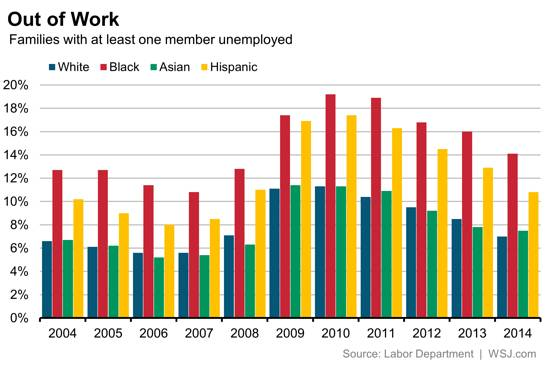 Out of Work
Families with at least one member unemployed
White Black Asian Hispanic
20%
18%
16%
14%
12%
10%
8%
6%
4%
2%
0%
2004 2005 2006 2007 2008 2009 2010 2011 2012 2013 2014
Source: Labor Department | WSJ.com